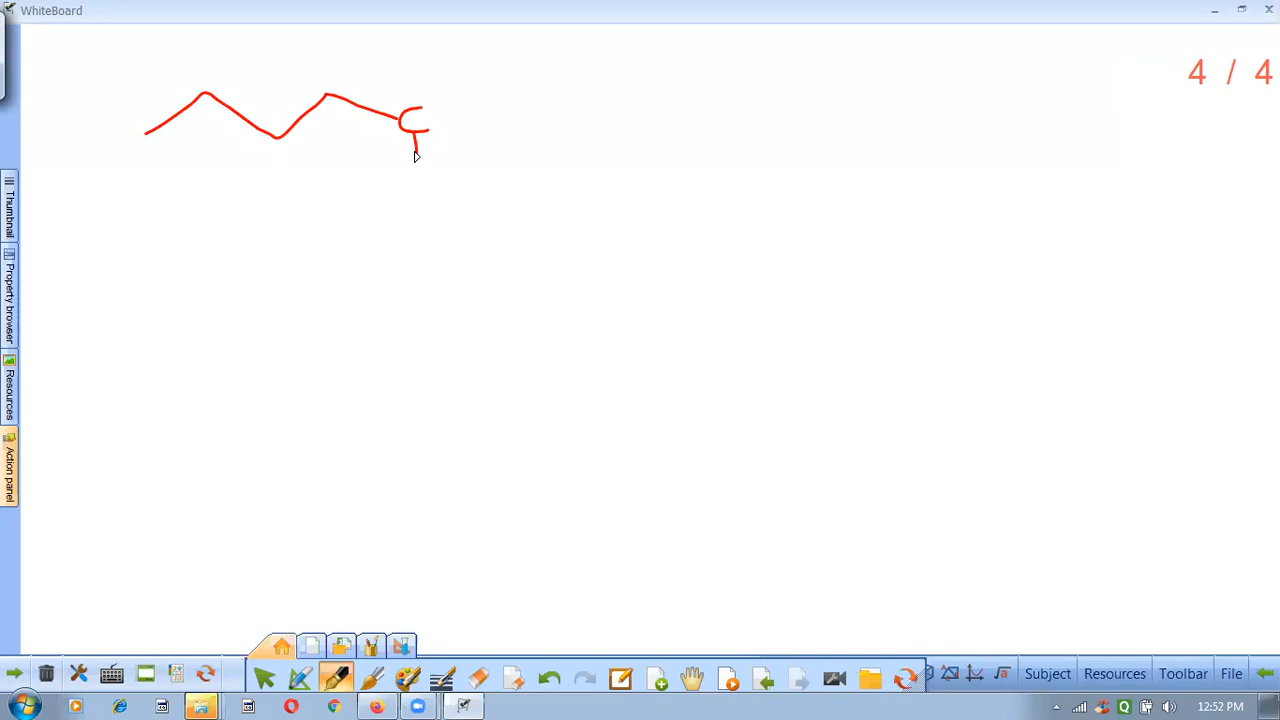 WhiteBoard
4 / 4
C
Thumbnail
Property browser
Resources
Action panel
Subject
Resources
Toolbar
File
12:52 PM